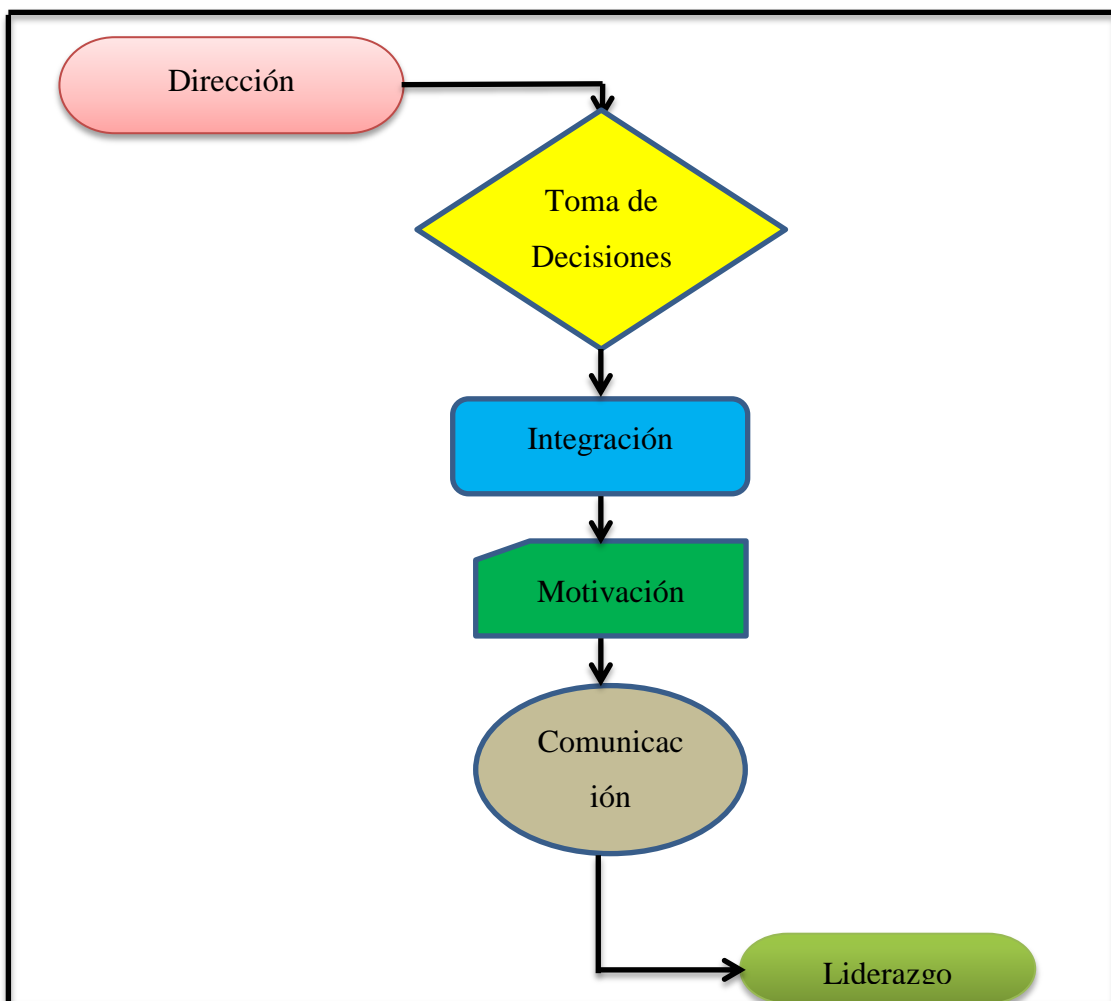 Dirección
Toma de
Decisiones
Integración
Motivación
Comunicac
ión
Liderazgo